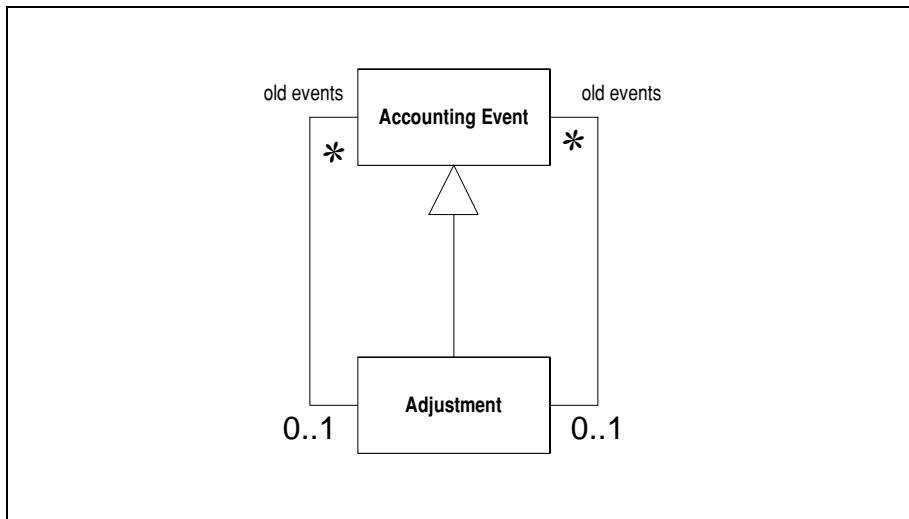 old events
old events
Accounting Event
*
*
Adjustment
0..1
0..1